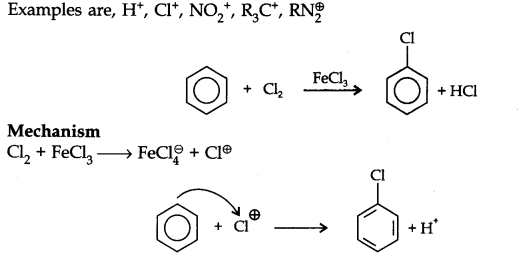 Examples are, H⁺, Cl⁺, NO₂⁺, R₃C⁺, RN₂⊕
Cl
+ Cl₂ FeCl₃ ⟶ + HCl
Mechanism
Cl₂ + FeCl₃ ⟶ FeCl₄⊖ + Cl⊕
Cl
+ Cl⊕ ⟶ + H⁺